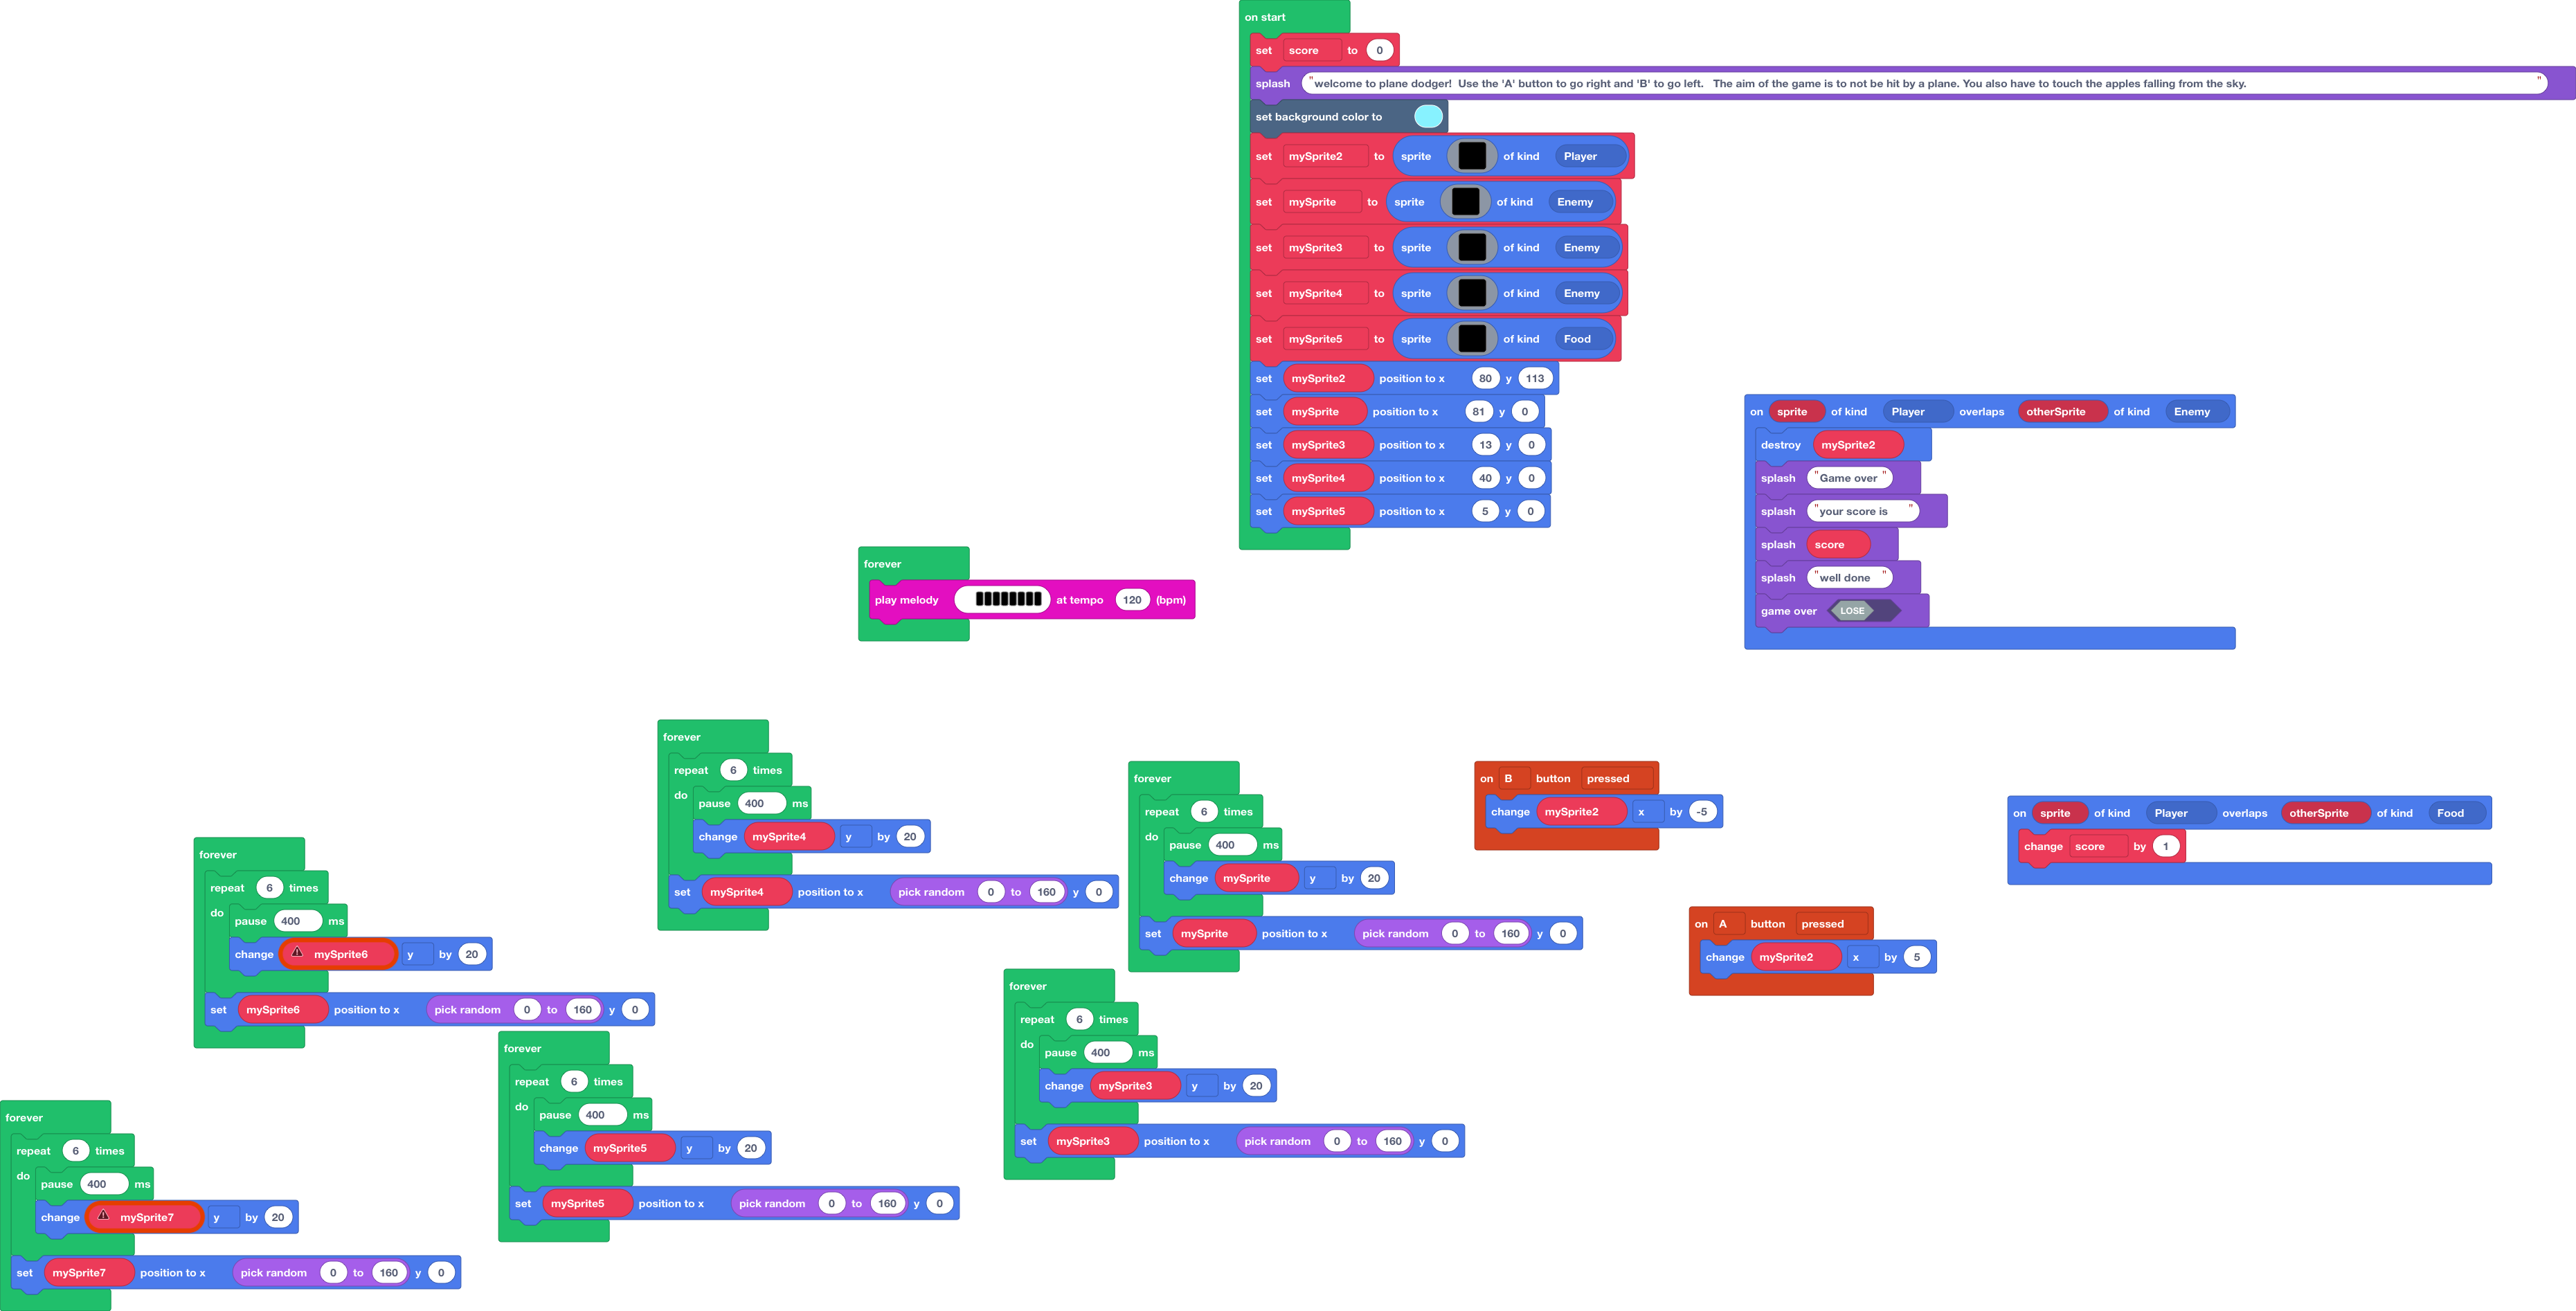 on start
set score to 0
splash "welcome to plane dodger!  Use the 'A' button to go right and 'B' to go left.   The aim of the game is to not be hit by a plane. You also have to touch the apples falling from the sky. "
set background color to
set mySprite2 to sprite of kind Player
set mySprite to sprite of kind Enemy
set mySprite3 to sprite of kind Enemy
set mySprite4 to sprite of kind Enemy
set mySprite5 to sprite of kind Food
set mySprite2 position to x 80 y 113
set mySprite position to x 81 y 0
set mySprite3 position to x 13 y 0
set mySprite4 position to x 40 y 0
set mySprite5 position to x 5 y 0
on sprite of kind Player overlaps otherSprite of kind Enemy
destroy mySprite2
splash "Game over "
splash "your score is "
splash score
splash "well done "
game over LOSE
forever
play melody at tempo 120 (bpm)
forever
repeat 6 times
do
pause 400 ms
change mySprite4 y by 20
set mySprite4 position to x pick random 0 to 160 y 0
forever
repeat 6 times
do
pause 400 ms
change mySprite y by 20
set mySprite position to x pick random 0 to 160 y 0
on B button pressed
change mySprite2 x by -5
on sprite of kind Player overlaps otherSprite of kind Food
change score by 1
forever
repeat 6 times
do
pause 400 ms
change mySprite6 y by 20
set mySprite6 position to x pick random 0 to 160 y 0
on A button pressed
change mySprite2 x by 5
forever
repeat 6 times
do
pause 400 ms
change mySprite3 y by 20
set mySprite3 position to x pick random 0 to 160 y 0
forever
repeat 6 times
do
pause 400 ms
change mySprite5 y by 20
set mySprite5 position to x pick random 0 to 160 y 0
forever
repeat 6 times
do
pause 400 ms
change mySprite7 y by 20
set mySprite7 position to x pick random 0 to 160 y 0